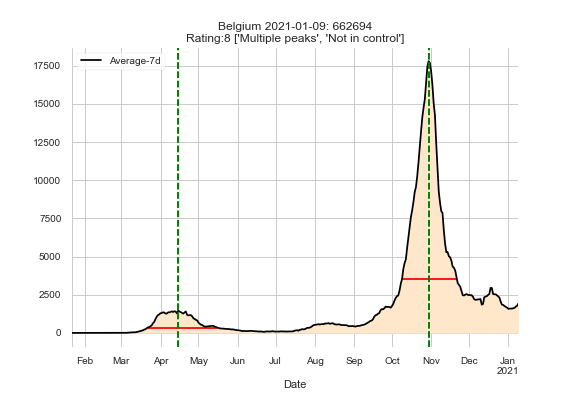 Belgium 2021-01-09: 662694
Rating:8 ['Multiple peaks', 'Not in control']
Average-7d
17500
15000
12500
10000
7500
5000
2500
0
Feb Mar Apr May Jun Jul Aug Sep Oct Nov Dec Jan
2021
Date